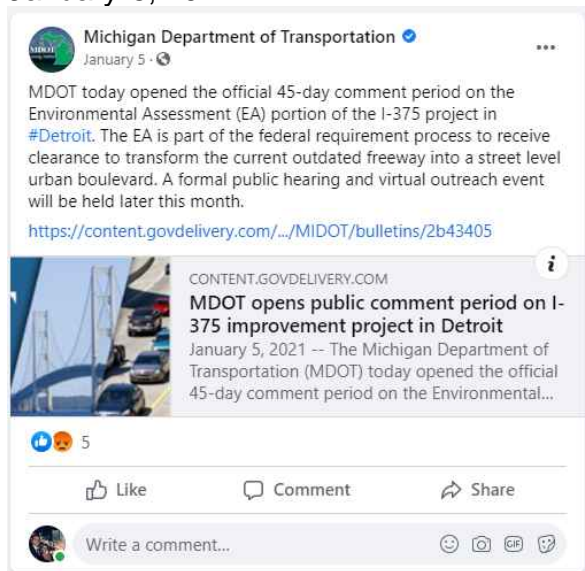 Michigan Department of Transportation
January 5 ·
MDOT today opened the official 45-day comment period on the
Environmental Assessment (EA) portion of the I-375 project in
#Detroit. The EA is part of the federal requirement process to receive
clearance to transform the current outdated freeway into a street level
urban boulevard. A formal public hearing and virtual outreach event
will be held later this month.
https://content.govdelivery.com/.../MIDOT/bulletins/2b43405
CONTENT.GOVDELIVERY.COM
MDOT opens public comment period on I-
375 improvement project in Detroit
January 5, 2021 -- The Michigan Department of
Transportation (MDOT) today opened the official
45-day comment period on the Environmental...
5
Like Comment Share
Write a comment...
GIF